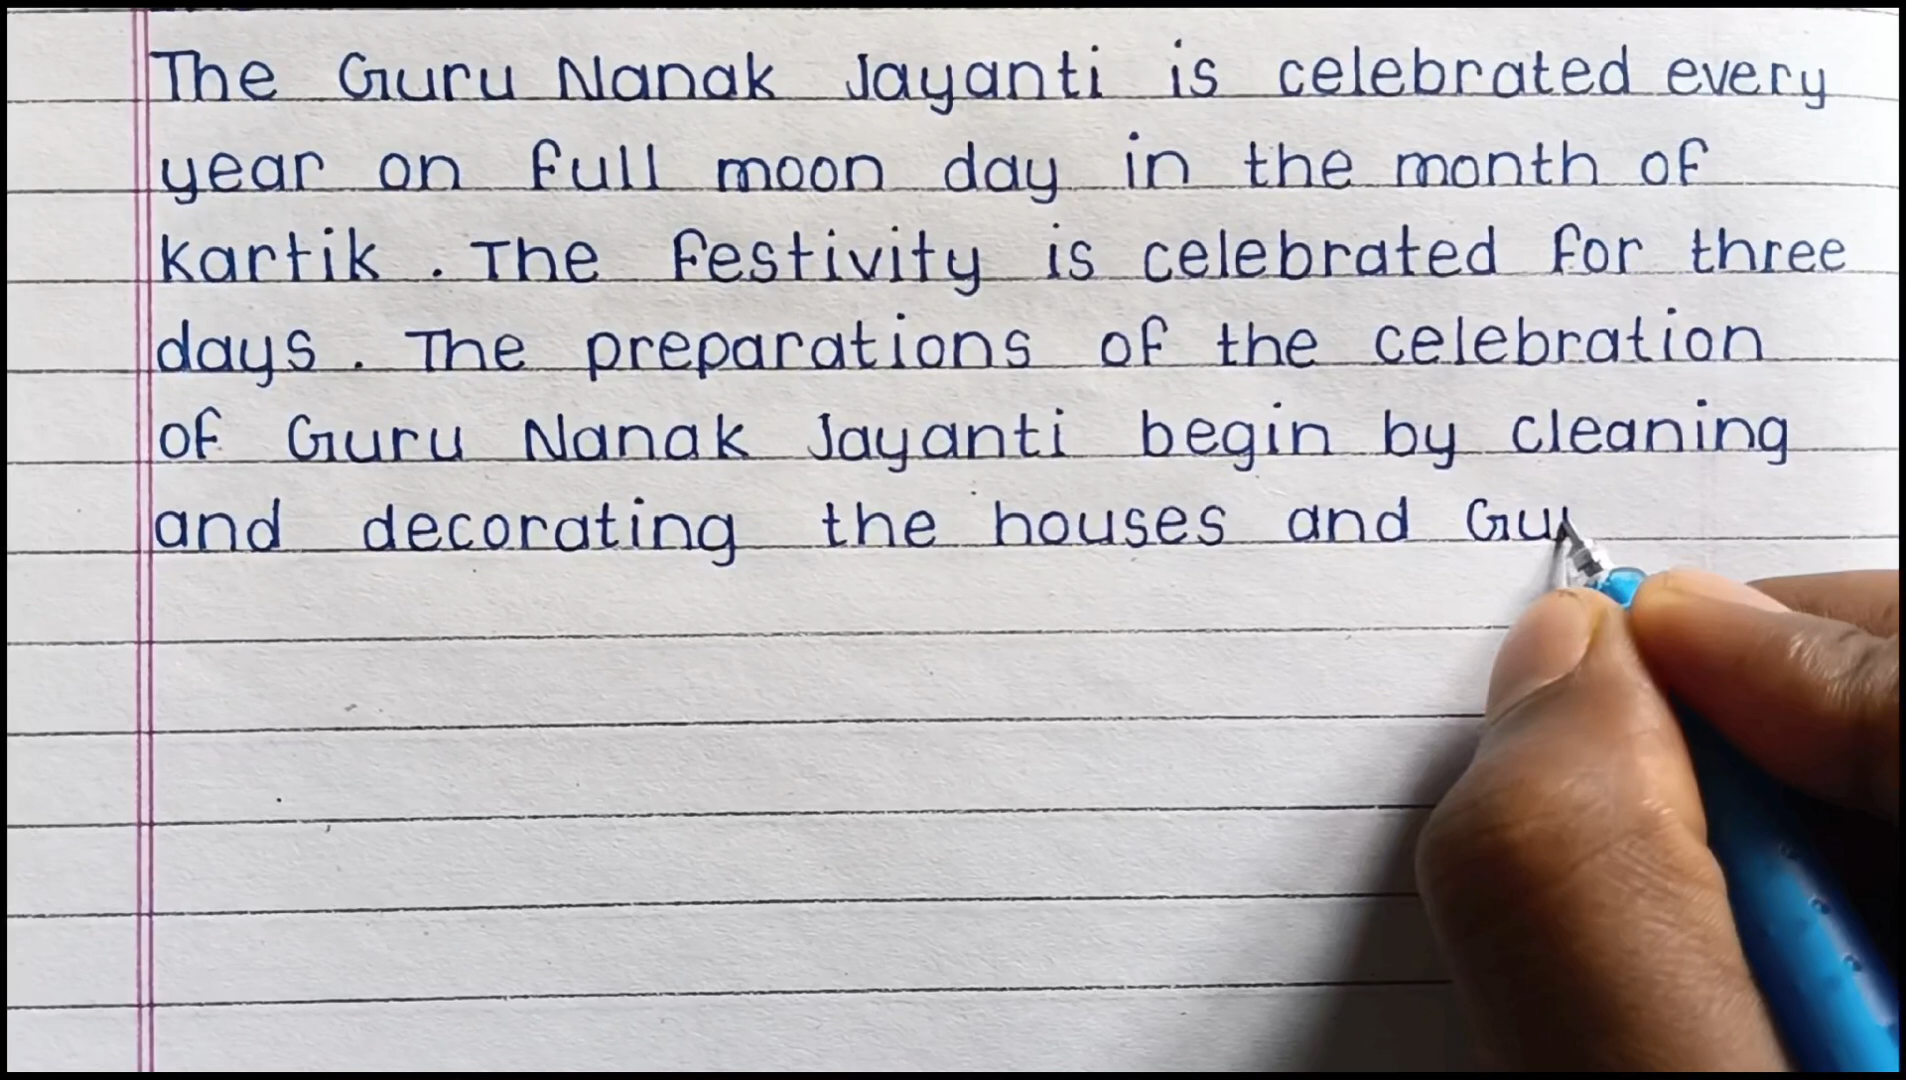 The Guru Nanak Jayanti is celebrated every
year on full moon day in the month of
kartik . The festivity is celebrated for three
days . The preparations of the celebration
of Guru Nanak Jayanti begin by cleaning
and decorating the houses and Gu